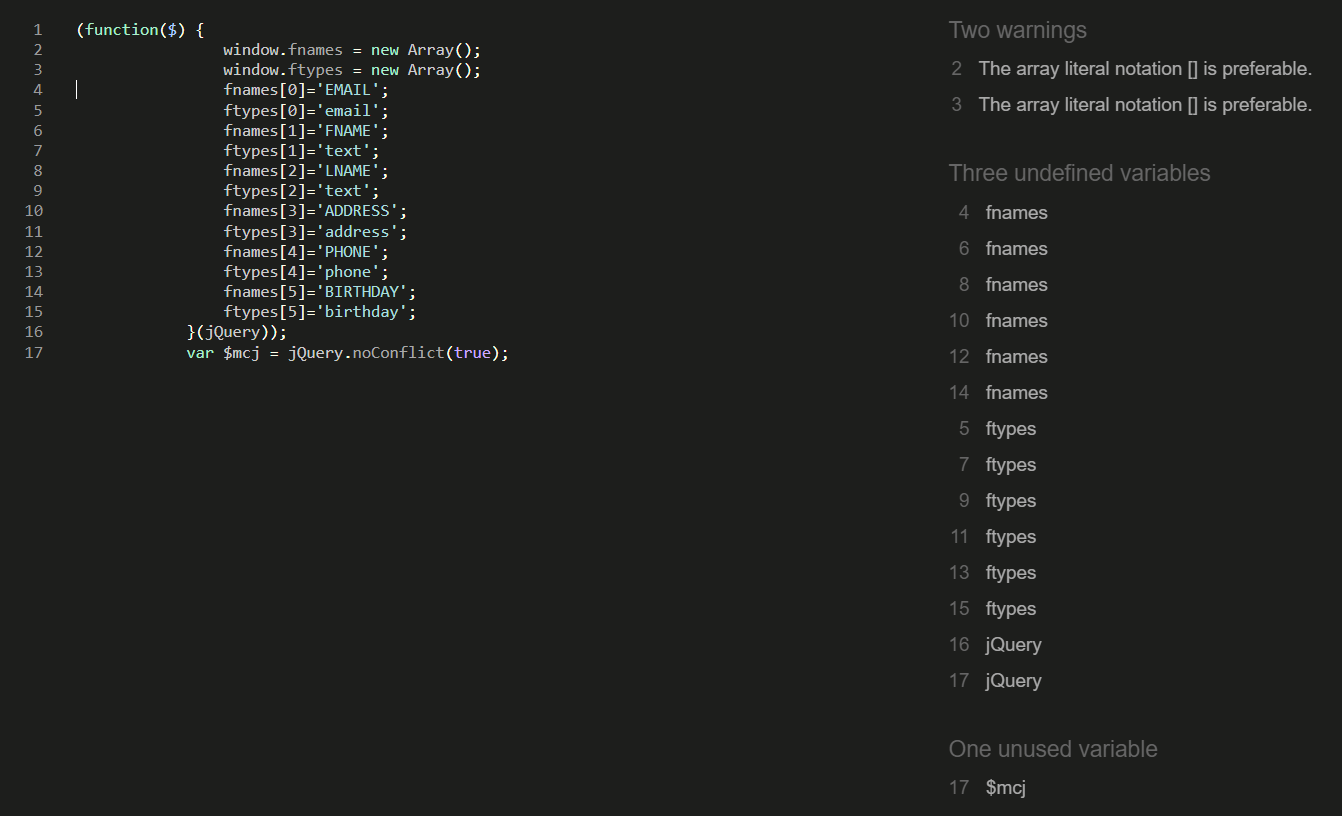 1 (function($) {
2 window.fnames = new Array();
3 window.ftypes = new Array();
4 fnames[0]='EMAIL';
5 ftypes[0]='email';
6 fnames[1]='FNAME';
7 ftypes[1]='text';
8 fnames[2]='LNAME';
9 ftypes[2]='text';
10 fnames[3]='ADDRESS';
11 ftypes[3]='address';
12 fnames[4]='PHONE';
13 ftypes[4]='phone';
14 fnames[5]='BIRTHDAY';
15 ftypes[5]='birthday';
16 }(jQuery));
17 var $mcj = jQuery.noConflict(true);
Two warnings
2 The array literal notation [] is preferable.
3 The array literal notation [] is preferable.
Three undefined variables
4 fnames
6 fnames
8 fnames
10 fnames
12 fnames
14 fnames
5 ftypes
7 ftypes
9 ftypes
11 ftypes
13 ftypes
15 ftypes
16 jQuery
17 jQuery
One unused variable
17 $mcj